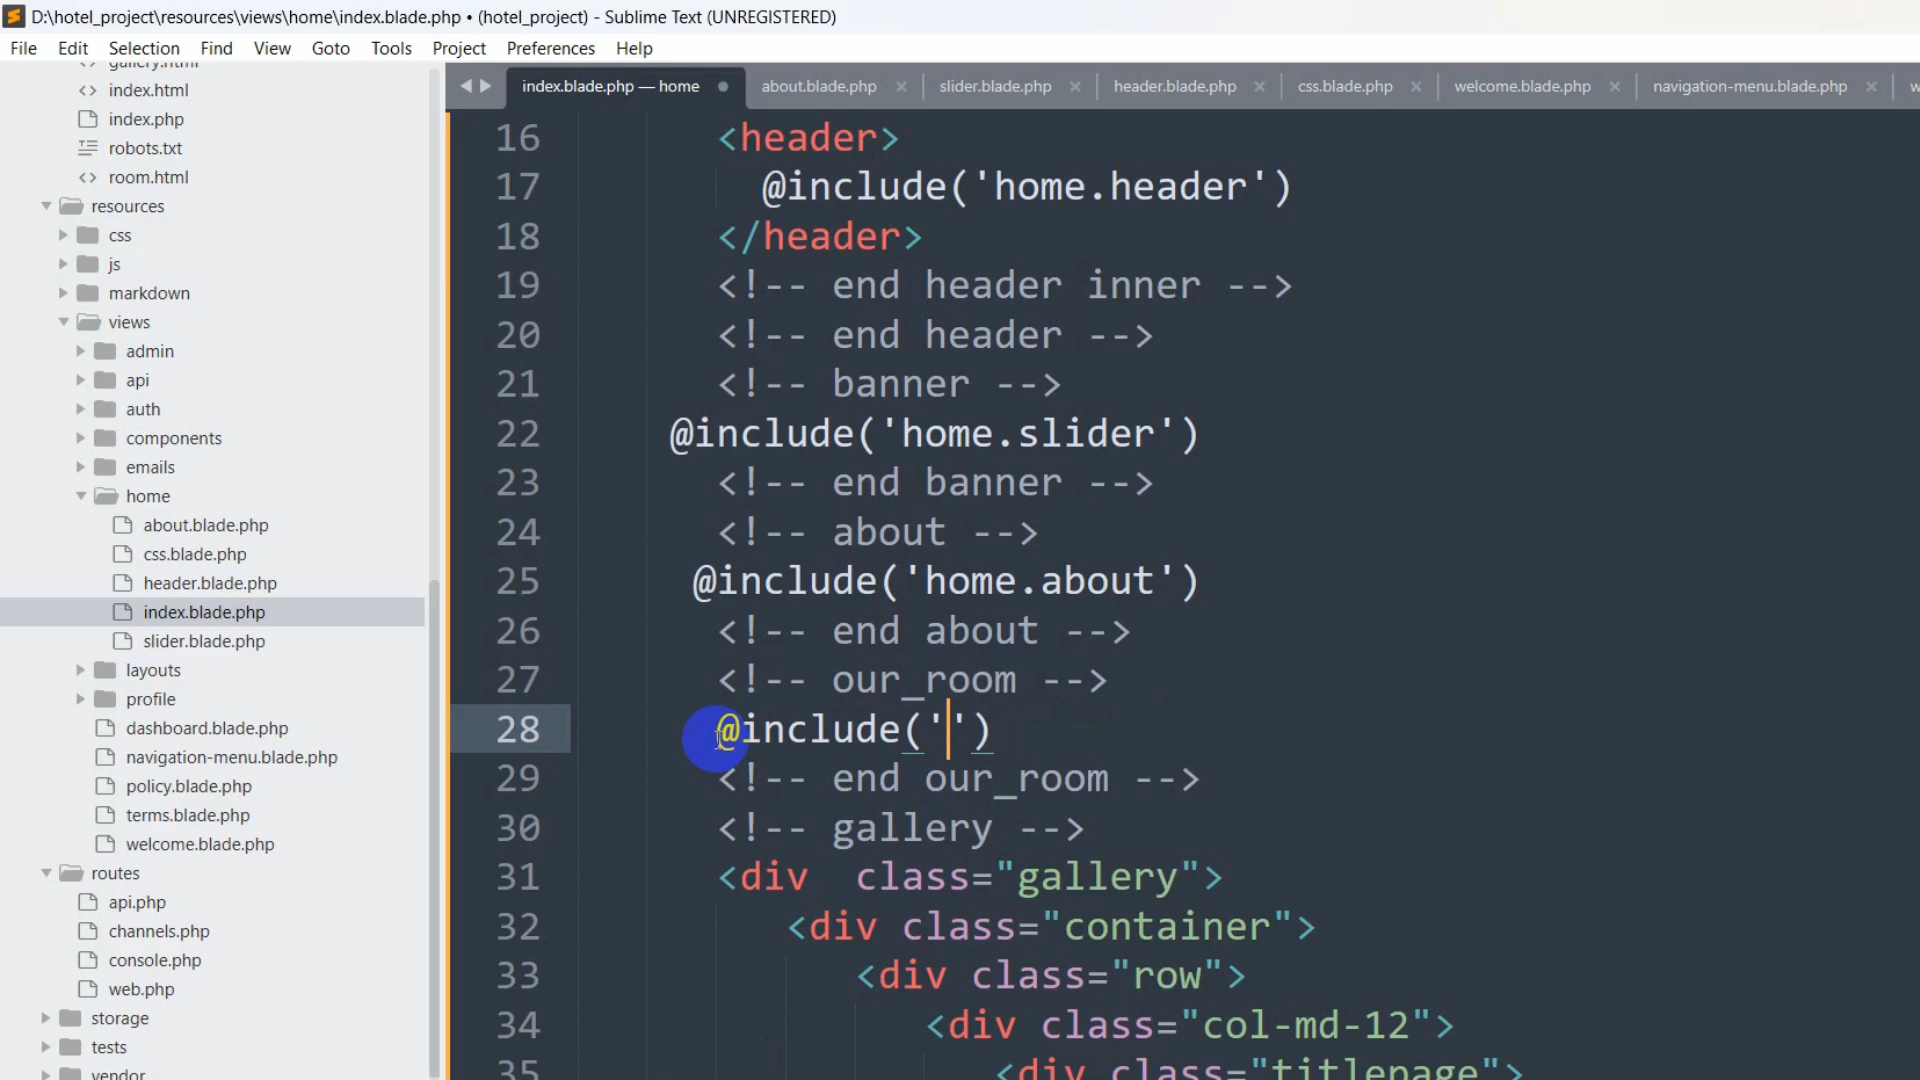 D:\hotel_project\resources\views\home\index.blade.php • (hotel_project) - Sublime Text (UNREGISTERED)
File Edit Selection Find View Goto Tools Project Preferences Help
index.blade.php — home about.blade.php slider.blade.php header.blade.php css.blade.php welcome.blade.php navigation-menu.blade.php w
gallery.html
index.html
index.php
robots.txt
room.html
resources
css
js
markdown
views
admin
api
auth
components
emails
home
about.blade.php
css.blade.php
header.blade.php
index.blade.php
slider.blade.php
layouts
profile
dashboard.blade.php
navigation-menu.blade.php
policy.blade.php
terms.blade.php
welcome.blade.php
routes
api.php
channels.php
console.php
web.php
storage
tests
vendor
16 <header>
17 @include('home.header')
18 </header>
19 <!-- end header inner -->
20 <!-- end header -->
21 <!-- banner -->
22 @include('home.slider')
23 <!-- end banner -->
24 <!-- about -->
25 @include('home.about')
26 <!-- end about -->
27 <!-- our_room -->
28 @include('')
29 <!-- end our_room -->
30 <!-- gallery -->
31 <div  class="gallery">
32 <div class="container">
33 <div class="row">
34 <div class="col-md-12">
35 <div class="titlepage">